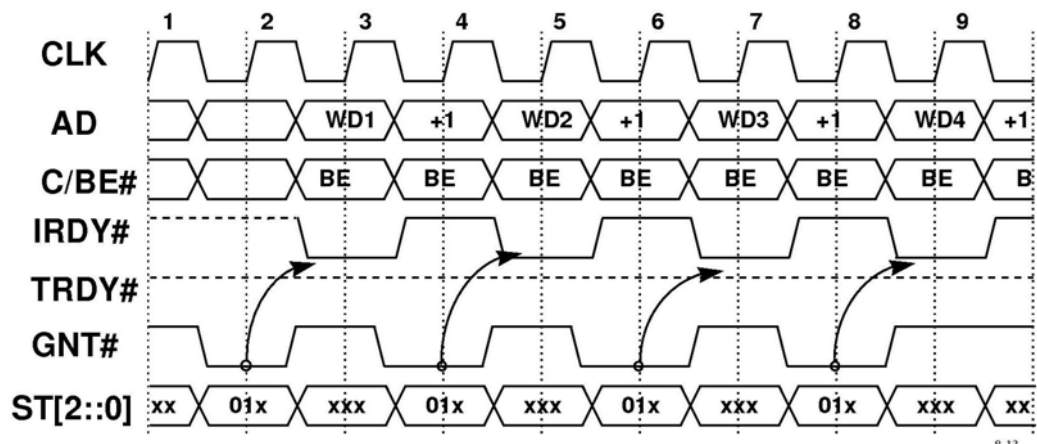 1 2 3 4 5 6 7 8 9
CLK
AD WD1 +1 WD2 +1 WD3 +1 WD4 +1
C/BE# BE BE BE BE BE BE BE B
IRDY#
TRDY#
GNT#
ST[2::0] xx 01x xxx 01x xxx 01x xxx 01x xxx xx